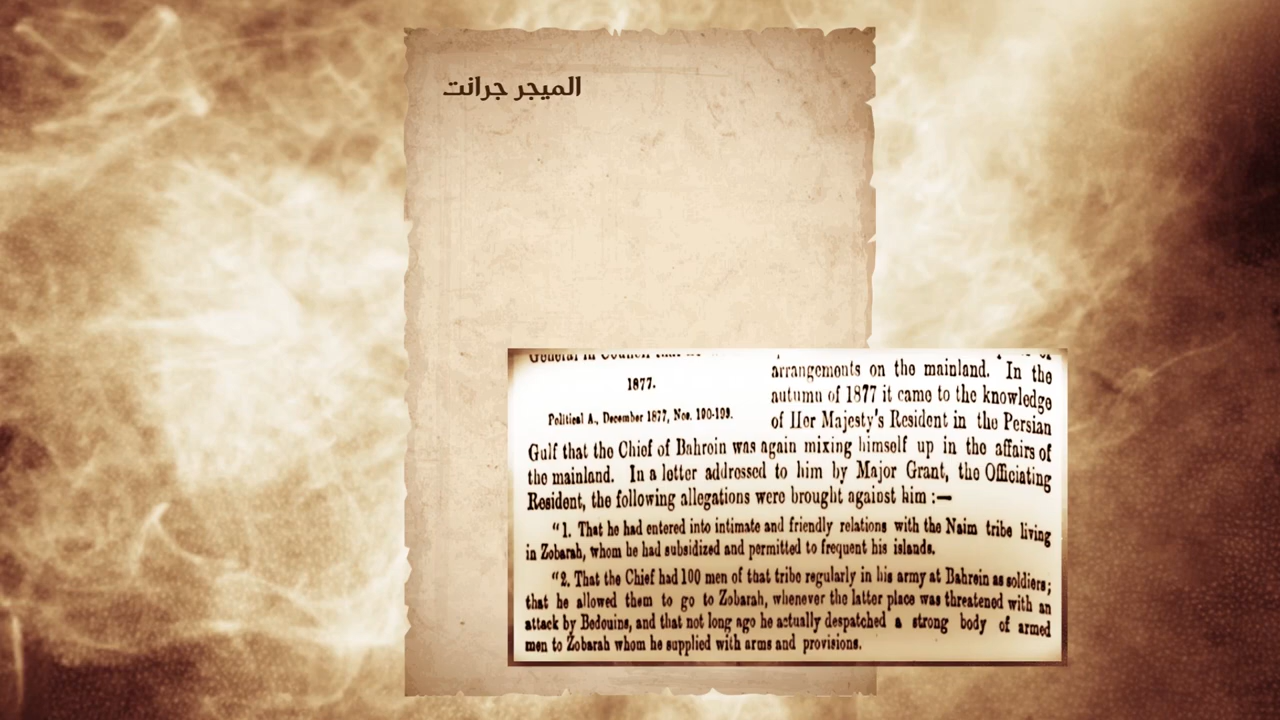 الميجر جرانت
General in Council that
arrangements on the mainland. In the
1877.
autumn of 1877 it came to the knowledge
Political A., December 1877, Nos. 190-199.
of Her Majesty's Resident in the Persian
Gulf that the Chief of Bahrein was again mixing himself up in the affairs of
the mainland. In a letter addressed to him by Major Grant, the Officiating
Resident, the following allegations were brought against him :—
"1. That he had entered into intimate and friendly relations with the Naim tribe living
in Zobarah, whom he had subsidized and permitted to frequent his islands.
"2. That the Chief had 100 men of that tribe regularly in his army at Bahrein as soldiers;
that he allowed them to go to Zobarah, whenever the latter place was threatened with an
attack by Bedouins, and that not long ago he actually despatched a strong body of armed
men to Zobarah whom he supplied with arms and provisions.